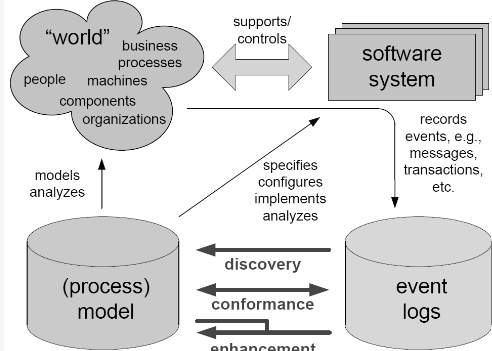 “world”
business
processes
people
machines
components
organizations
supports/
controls
software
system
records
events, e.g.,
messages,
transactions,
etc.
models
analyzes
specifies
configures
implements
analyzes
(process)
model
discovery
conformance
enhancement
event
logs